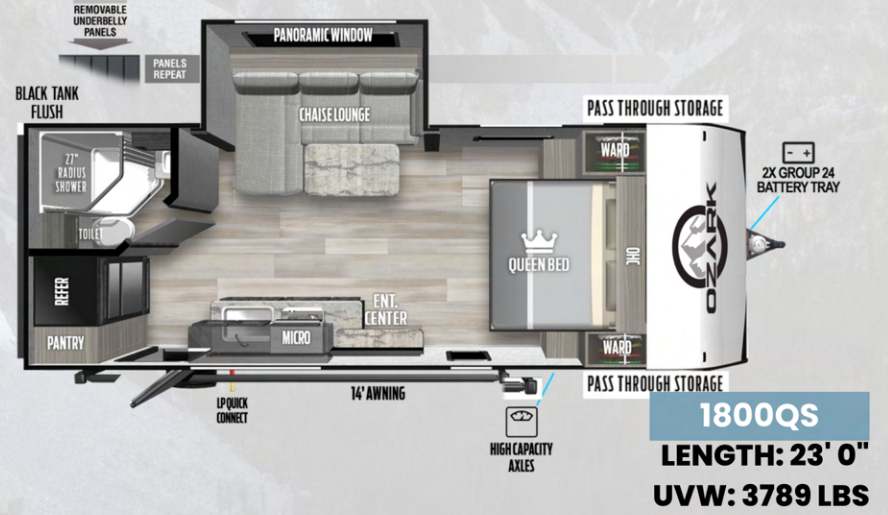 REMOVABLE
UNDERBELLY
PANELS
PANELS
REPEAT
BLACK TANK
FLUSH
PANORAMIC WINDOW
CHAISE LOUNGE
PASS THROUGH STORAGE
WARD
2X GROUP 24
BATTERY TRAY
27"
RADIUS
SHOWER
TOILET
QUEEN BED
OHC
OZARK
REFER
PANTRY
ENT.
CENTER
MICRO
WARD
PASS THROUGH STORAGE
LP QUICK
CONNECT
14' AWNING
HIGH CAPACITY
AXLES
1800QS
LENGTH: 23' 0"
UVW: 3789 LBS